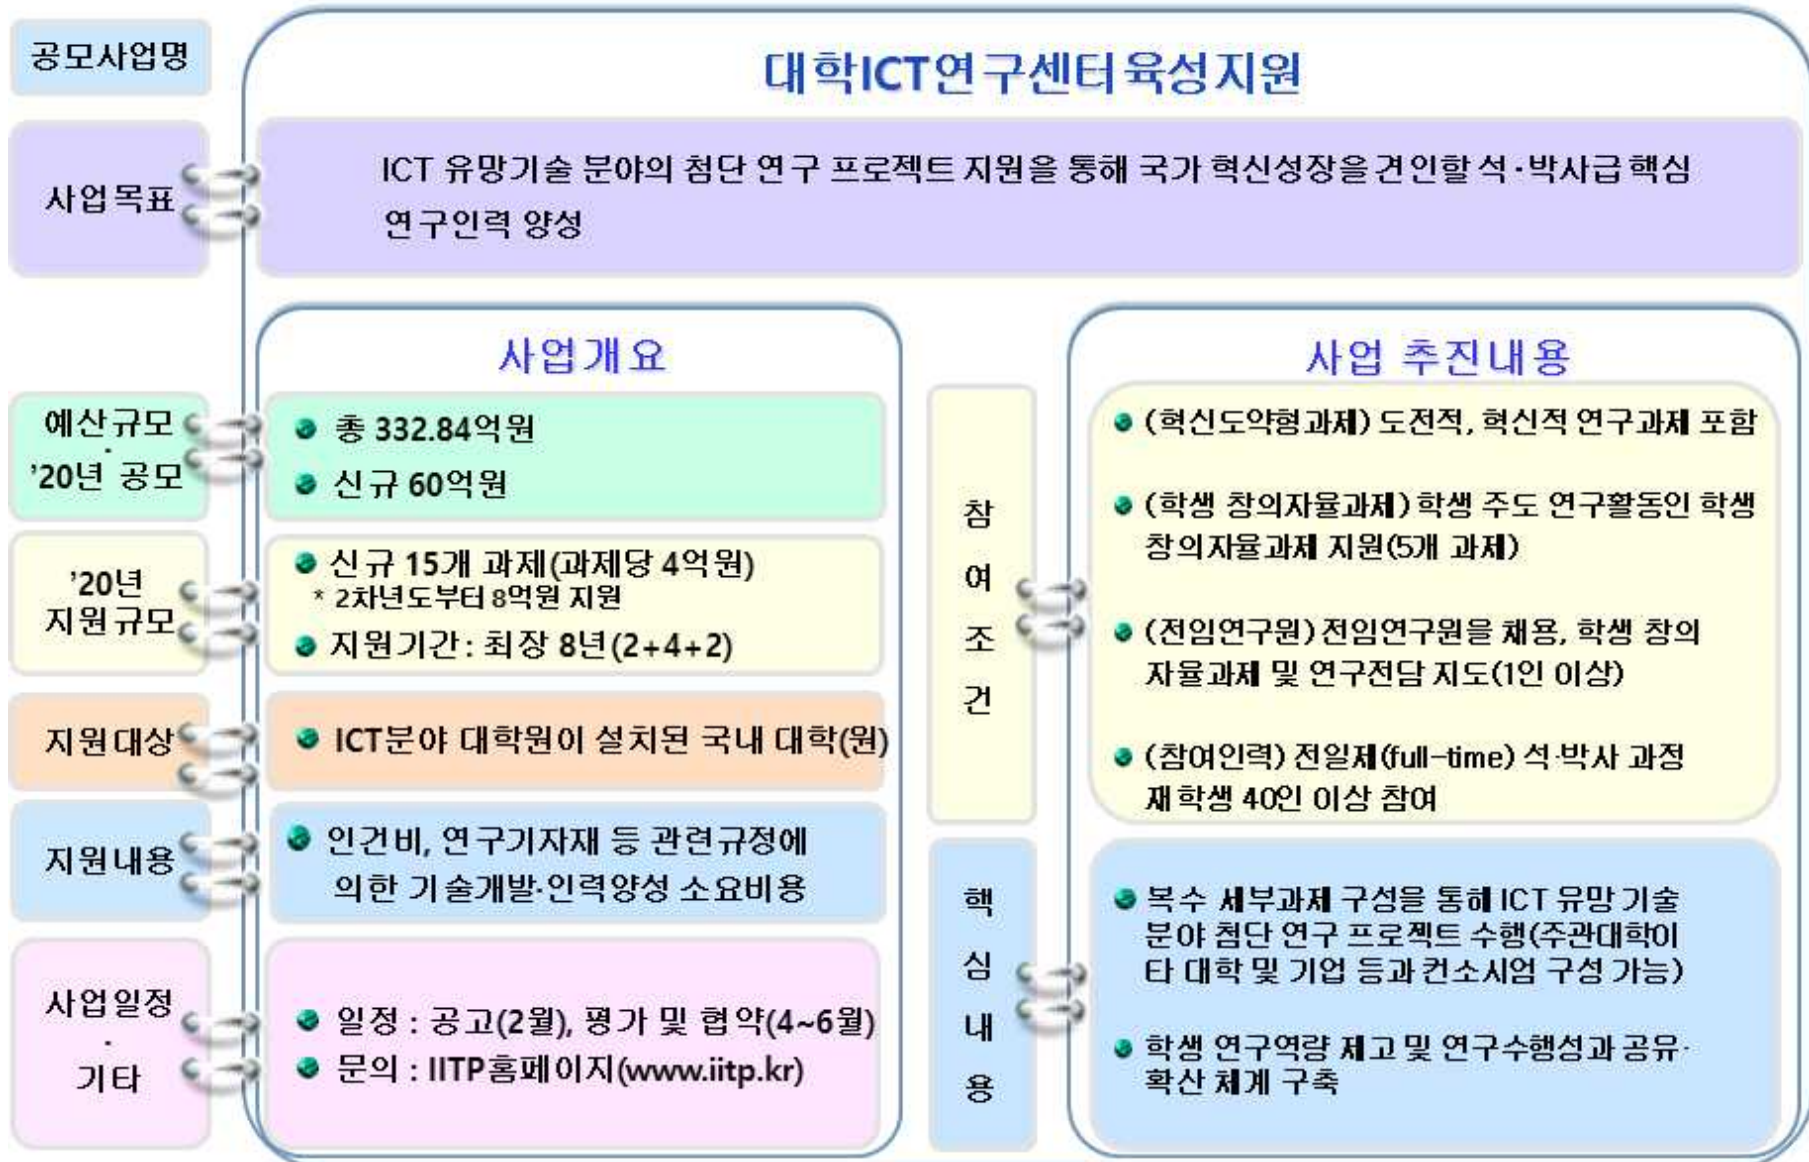 공모사업명
대학ICT연구센터육성지원
사업목표
ICT 유망기술 분야의 첨단 연구 프로젝트 지원을 통해 국가 혁신성장을 견인할 석·박사급 핵심
연구인력 양성
사업개요
예산규모
·
'20년 공모
총 332.84억원
신규 60억원
'20년
지원규모
신규 15개 과제(과제당 4억원)
* 2차년도부터 8억원 지원
지원기간 : 최장 8년(2+4+2)
지원대상
ICT분야 대학원이 설치된 국내 대학(원)
지원내용
인건비, 연구기자재 등 관련규정에
의한 기술개발·인력양성 소요비용
사업일정
·
기타
일정 : 공고(2월), 평가 및 협약(4~6월)
문의 : IITP홈페이지(www.iitp.kr)
사업 추진내용
참
여
조
건
(혁신도약형과제) 도전적, 혁신적 연구과제 포함
(학생 창의자율과제) 학생 주도 연구활동인 학생
창의자율과제 지원(5개 과제)
(전임연구원) 전임연구원을 채용, 학생 창의
자율과제 및 연구전담 지도(1인 이상)
(참여인력) 전일제(full-time) 석·박사 과정
재학생 40인 이상 참여
핵
심
내
용
복수 세부과제 구성을 통해 ICT 유망 기술
분야 첨단 연구 프로젝트 수행(주관대학이
타 대학 및 기업 등과 컨소시엄 구성 가능)
학생 연구역량 제고 및 연구수행성과 공유·
확산 체계 구축